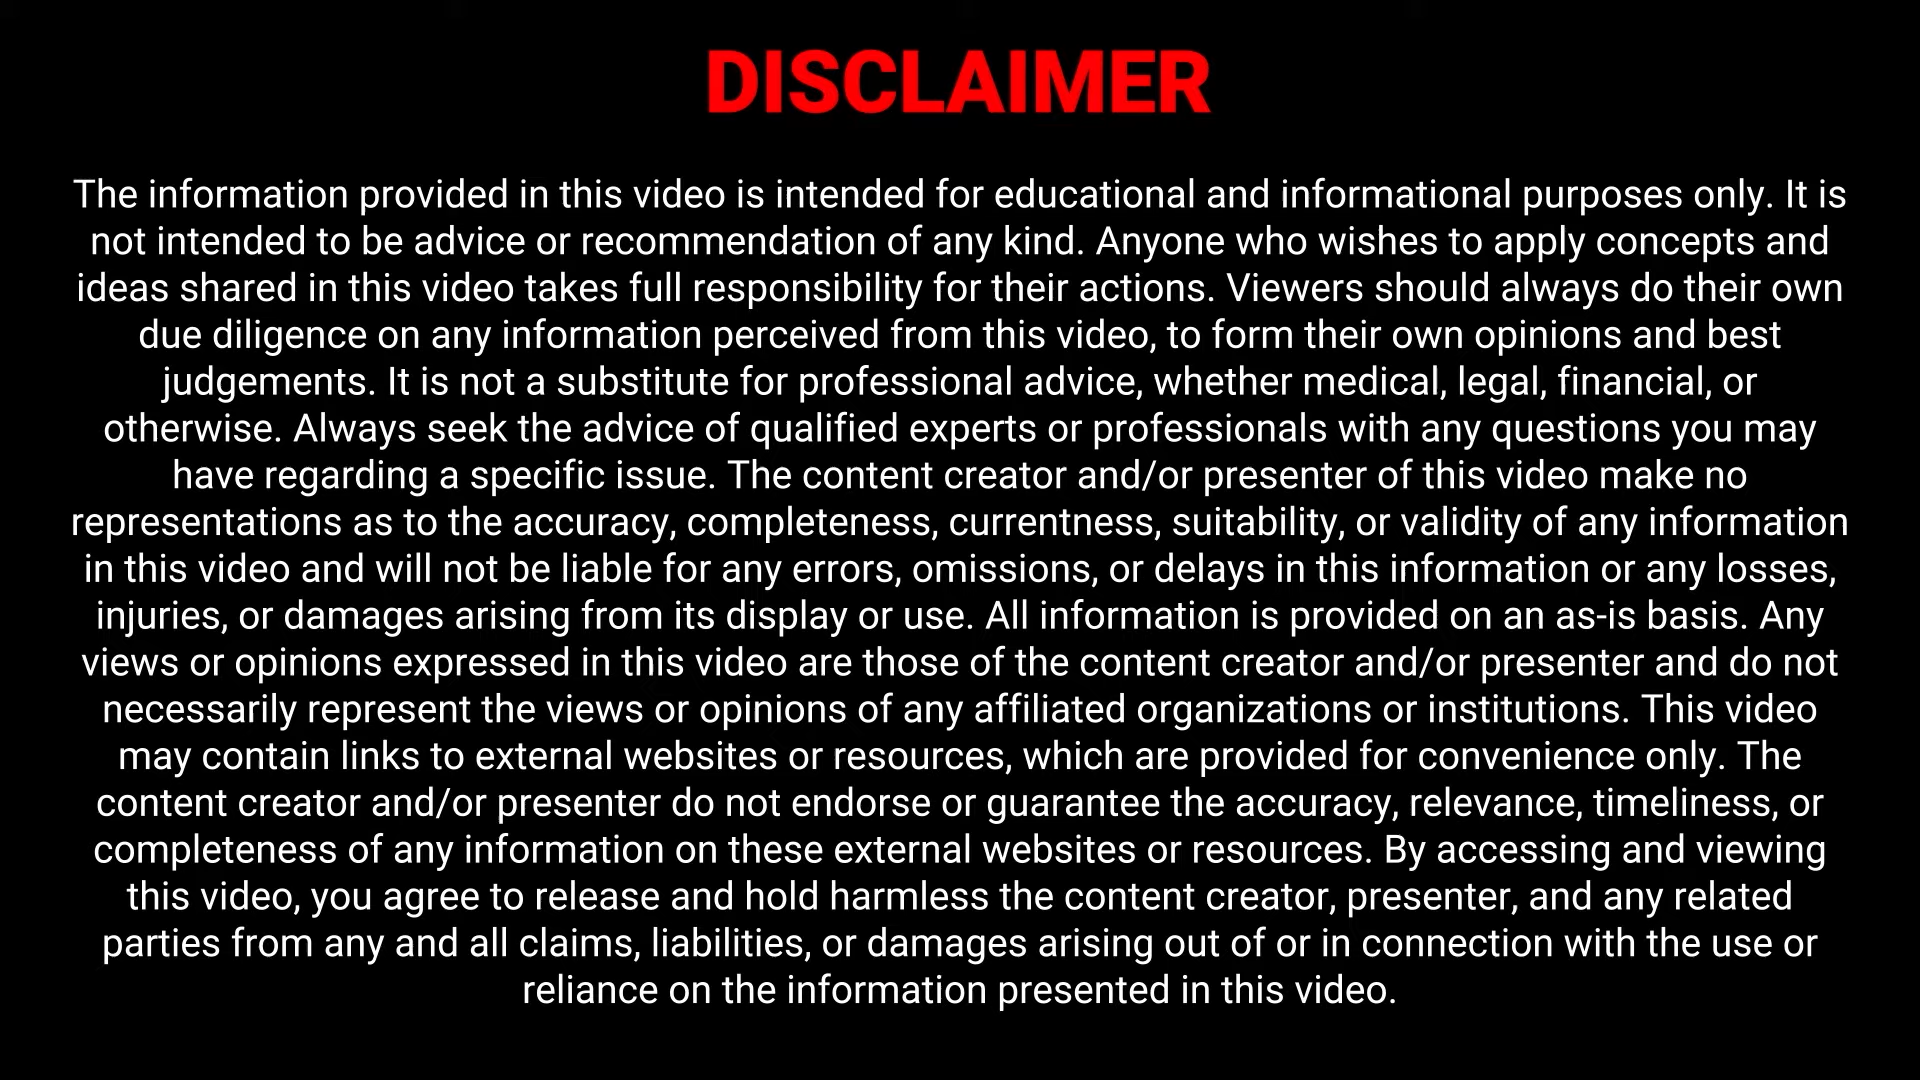 DISCLAIMER
The information provided in this video is intended for educational and informational purposes only. It is
not intended to be advice or recommendation of any kind. Anyone who wishes to apply concepts and
ideas shared in this video takes full responsibility for their actions. Viewers should always do their own
due diligence on any information perceived from this video, to form their own opinions and best
judgements. It is not a substitute for professional advice, whether medical, legal, financial, or
otherwise. Always seek the advice of qualified experts or professionals with any questions you may
have regarding a specific issue. The content creator and/or presenter of this video make no
representations as to the accuracy, completeness, currentness, suitability, or validity of any information
in this video and will not be liable for any errors, omissions, or delays in this information or any losses,
injuries, or damages arising from its display or use. All information is provided on an as-is basis. Any
views or opinions expressed in this video are those of the content creator and/or presenter and do not
necessarily represent the views or opinions of any affiliated organizations or institutions. This video
may contain links to external websites or resources, which are provided for convenience only. The
content creator and/or presenter do not endorse or guarantee the accuracy, relevance, timeliness, or
completeness of any information on these external websites or resources. By accessing and viewing
this video, you agree to release and hold harmless the content creator, presenter, and any related
parties from any and all claims, liabilities, or damages arising out of or in connection with the use or
reliance on the information presented in this video.